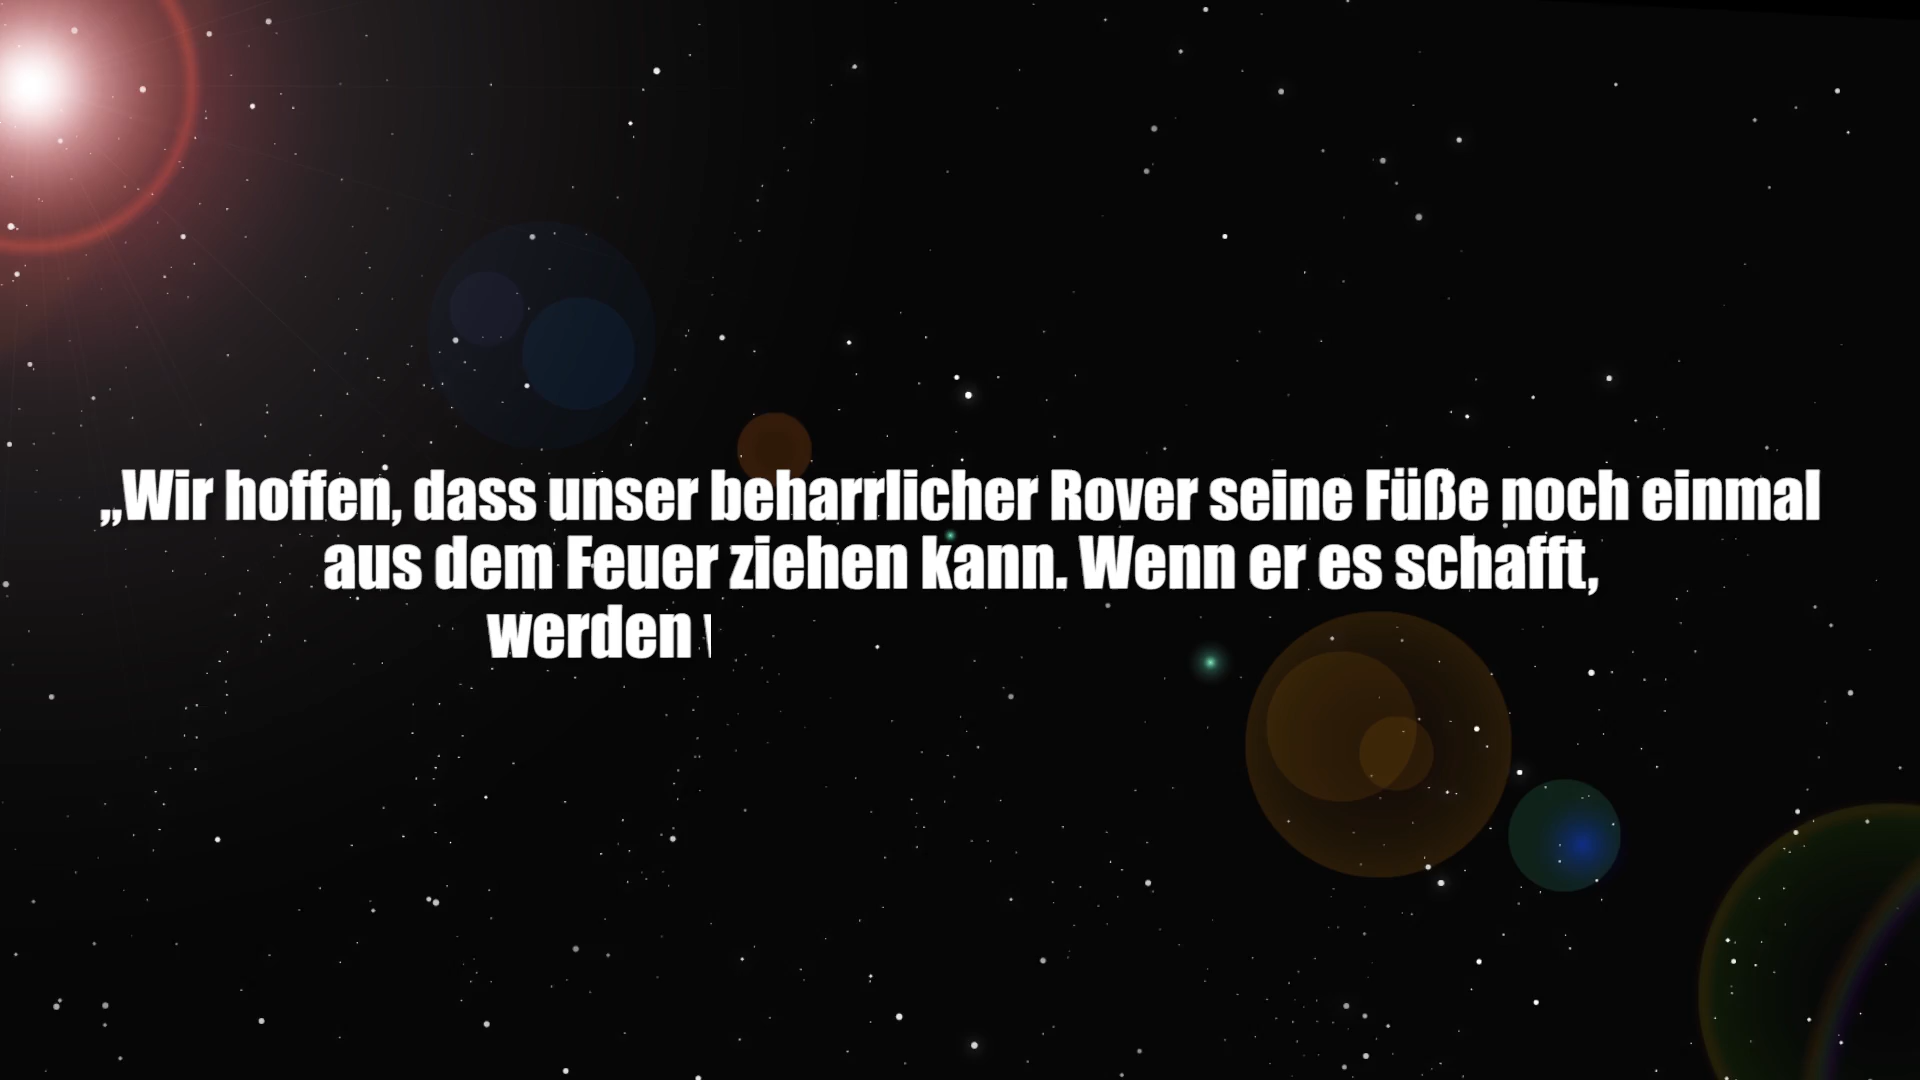 „Wir hoffen, dass unser beharrlicher Rover seine Füße noch einmal
aus dem Feuer ziehen kann. Wenn er es schafft,
werden